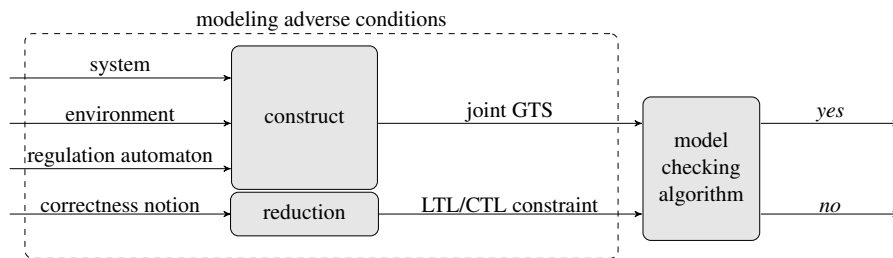 modeling adverse conditions
system
environment
regulation automaton
correctness notion
construct
reduction
joint GTS
LTL/CTL constraint
model
checking
algorithm
yes
no